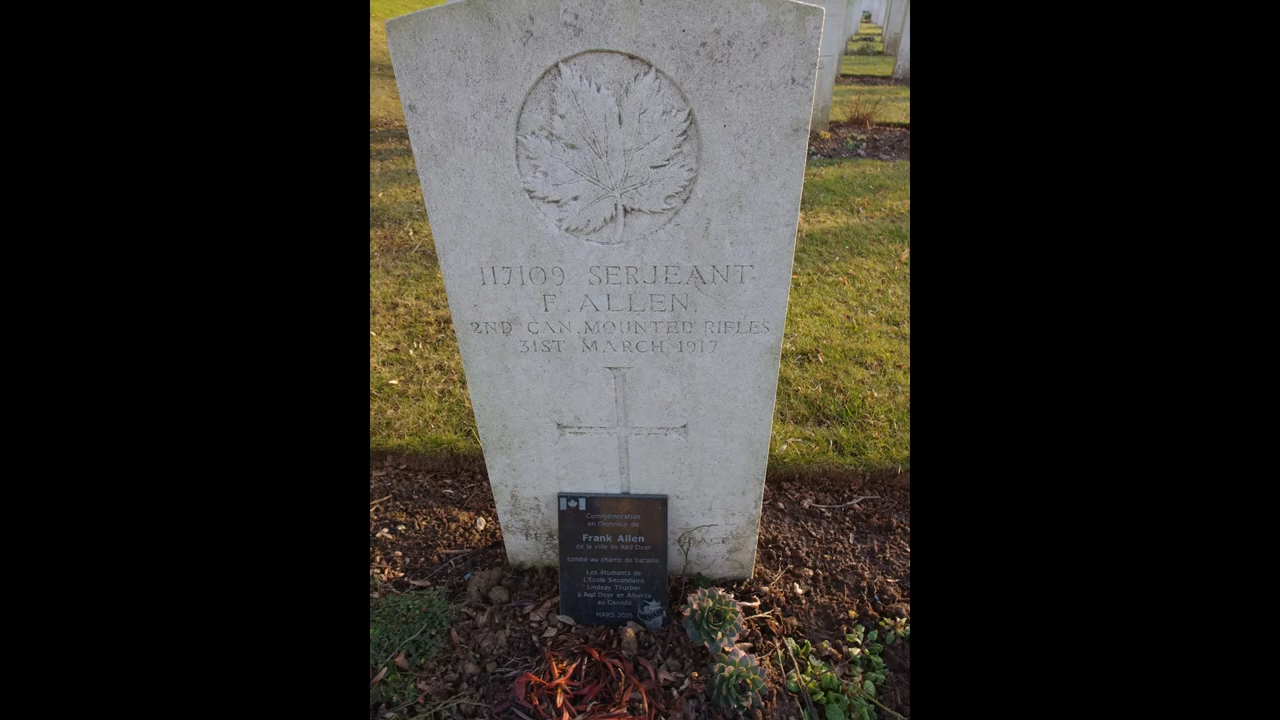 117109 SERJEANT
F. ALLEN
2ND CAN. MOUNTED RIFLES
31ST MARCH 1917
Commémoration
en l'honneur de
Frank Allen
de la ville de Red Deer
tombé au champ de bataille
Les étudiants de
L'École Secondaire
Lindsay Thurber
à Red Deer en Alberta
au Canada